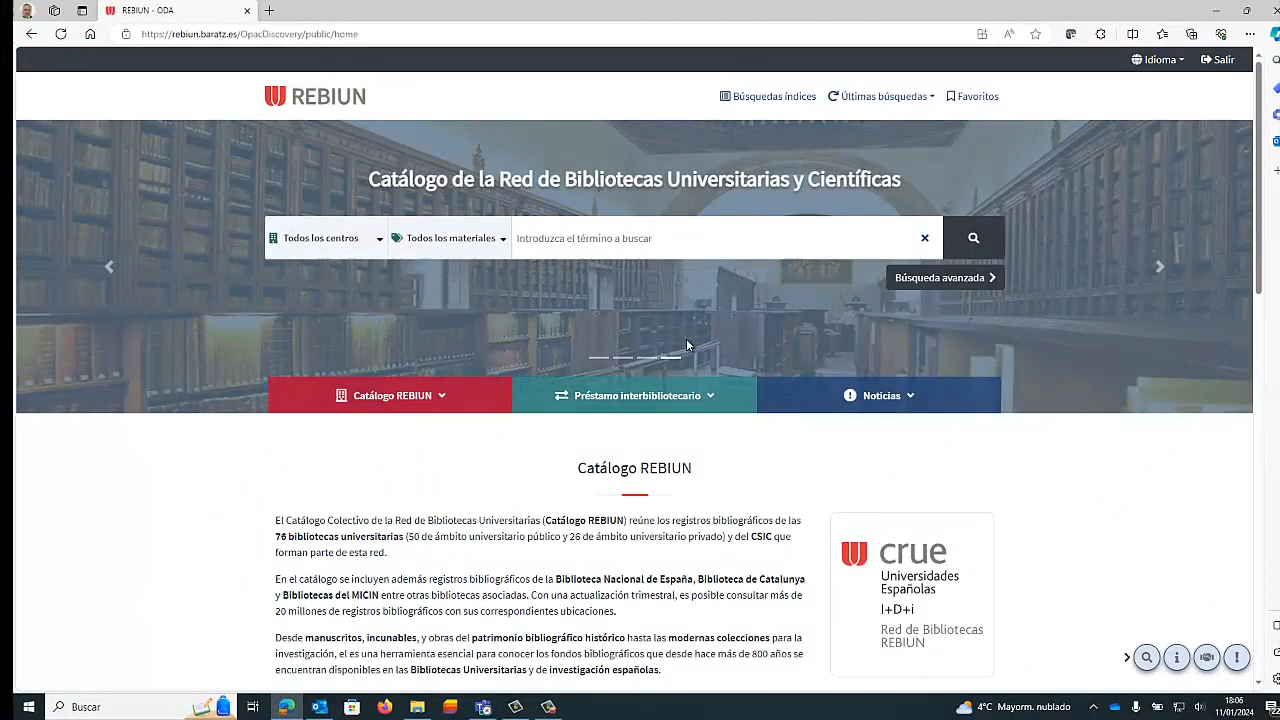 REBIUN - ODA
https://rebiun.baratz.es/OpacDiscovery/public/home
Idioma
Salir
REBIUN
Búsquedas índices
Últimas búsquedas
Favoritos
Catálogo de la Red de Bibliotecas Universitarias y Científicas
Todos los centros
Todos los materiales
Introduzca el término a buscar
Búsqueda avanzada
Catálogo REBIUN
Préstamo interbibliotecario
Noticias
Catálogo REBIUN
El Catálogo Colectivo de la Red de Bibliotecas Universitarias (Catálogo REBIUN) reúne los registros bibliográficos de las
76 bibliotecas universitarias (50 de ámbito universitario público y 26 de ámbito universitario privado) y del CSIC que
forman parte de esta red.
En el catálogo se incluyen además registros bibliográficos de la Biblioteca Nacional de España, Biblioteca de Catalunya
y Bibliotecas del MICIN entre otras bibliotecas asociadas. Con una actualización trimestral, es posible consultar más de
20 millones de registros bibliográficos con sus correspondientes ubicaciones.
Desde manuscritos, incunables, y obras del patrimonio bibliográfico histórico hasta las modernas colecciones para la
investigación, el es una herramienta esencial para conocer los fondos bibliográficos que desde hace más de 800 años se
encuentran disponibles en las Bibliotecas Universitarias y de investigación españolas.
crue
Universidades
Españolas
I+D+i
Red de Bibliotecas
REBIUN
Buscar
4°C Mayorm. nublado
18:06
11/01/2024